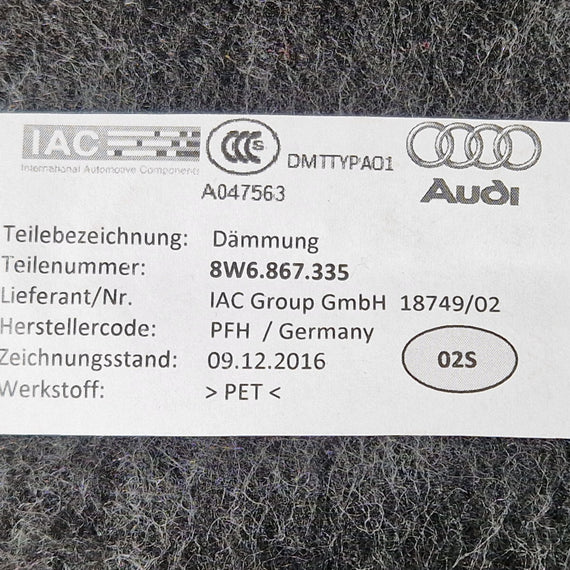 IAC
International Automotive Components
CCC S
DMTTYPA01
A047563
Audi
Teilebezeichnung: Dämmung
Teilenummer: 8W6.867.335
Lieferant/Nr. IAC Group GmbH 18749/02
Herstellercode: PFH / Germany
Zeichnungsstand: 09.12.2016
02S
Werkstoff: > PET <